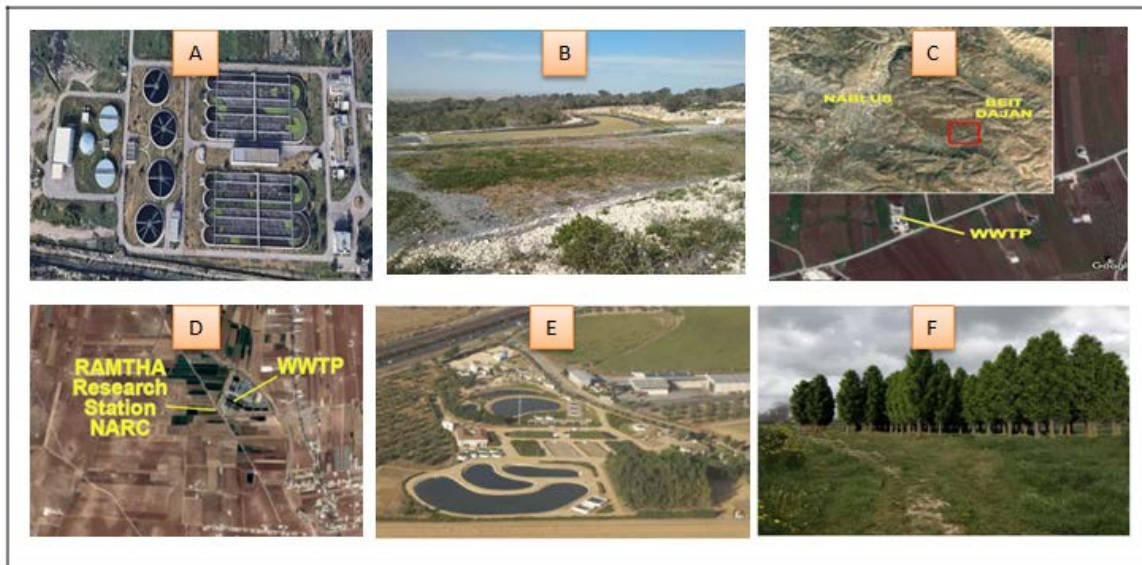 A
B
C
NABLUS
BEIT
DAJAN
WWTP
Google
D
RAMTHA
Research
Station
NARC
WWTP
E
F